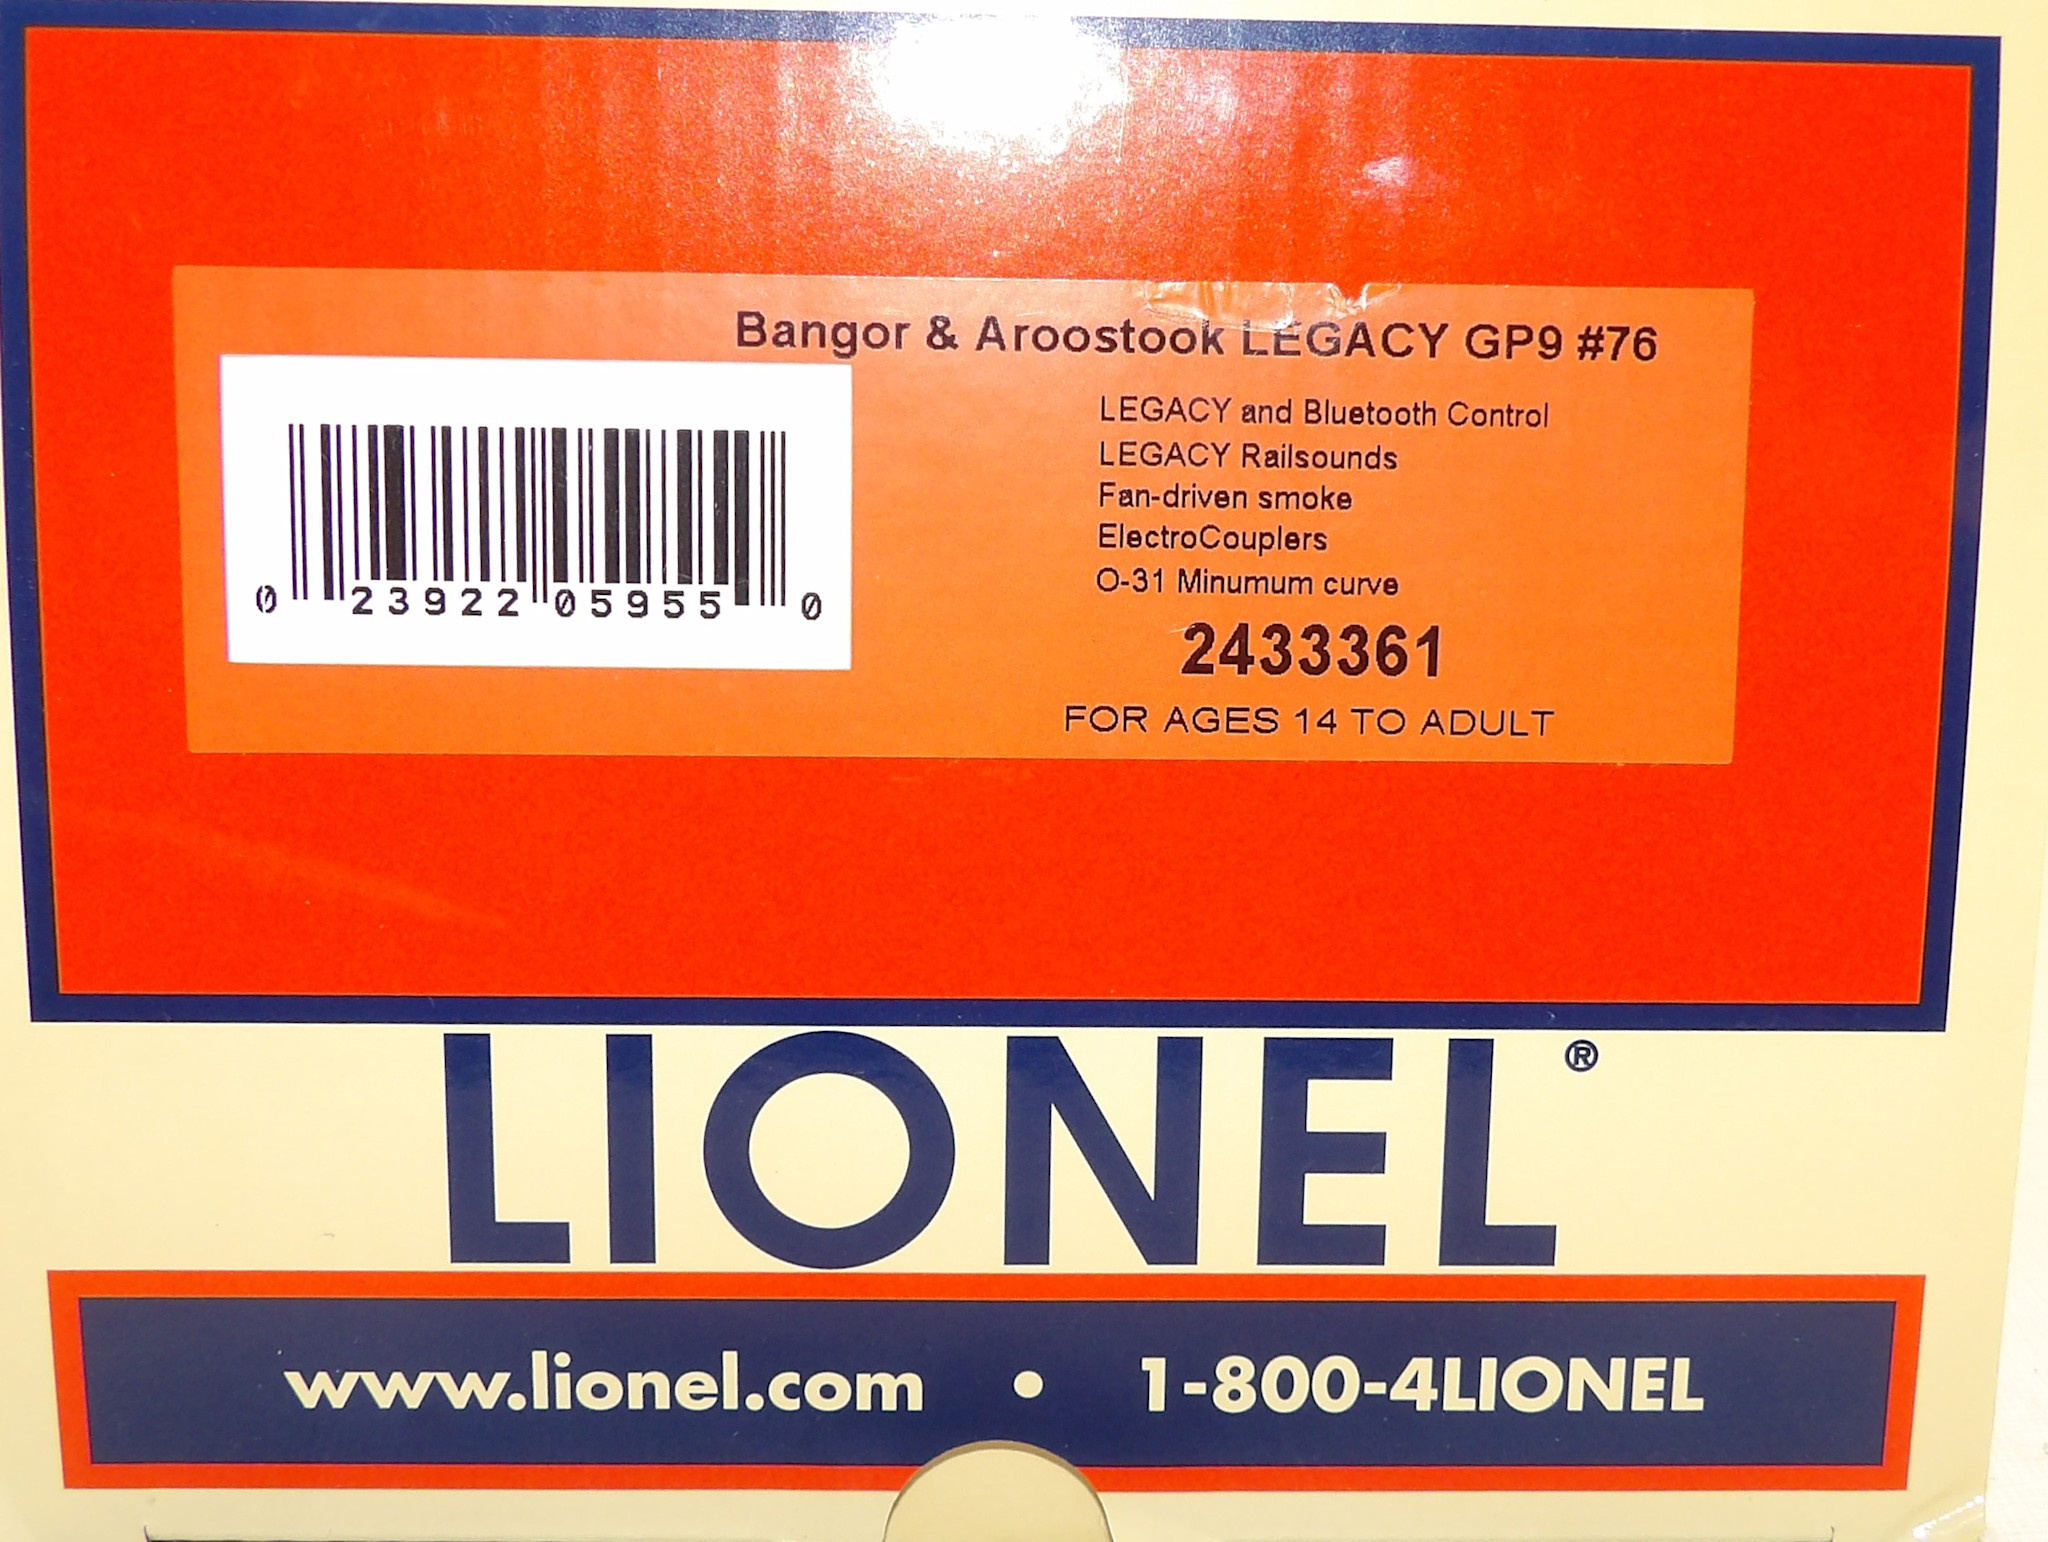 Bangor & Aroostook LEGACY GP9 #76
LEGACY and Bluetooth Control
LEGACY Railsounds
Fan-driven smoke
ElectroCouplers
O-31 Minumum curve
2433361
FOR AGES 14 TO ADULT
0 23922 05955 0
LIONEL®
www.lionel.com • 1-800-4LIONEL